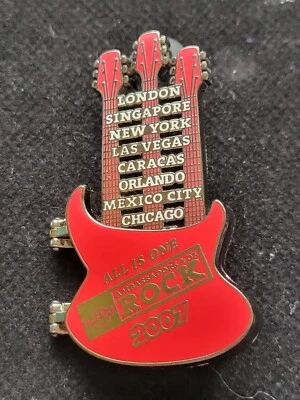 LONDON
SINGAPORE
NEW YORK
LAS VEGAS
CARACAS
ORLANDO
MEXICO CITY
CHICAGO
ALL IS ONE
AMBASSADORS OF
ROCK
2007